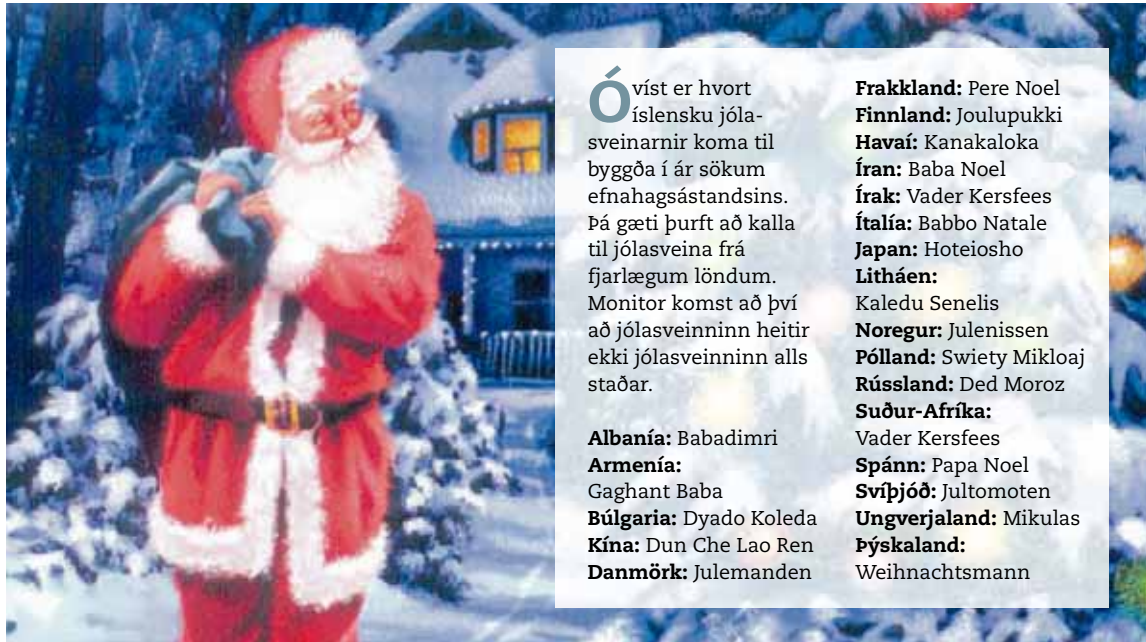 Óvíst er hvort
íslensku jóla-
sveinarnir koma til
byggða í ár sökum
efnahagsástandsins.
Þá gæti þurft að kalla
til jólasveina frá
fjarlægum löndum.
Monitor komst að því
að jólasveinninn heitir
ekki jólasveinninn alls
staðar.
Albanía: Babadimri
Armenía:
Gaghant Baba
Búlgaria: Dyado Koleda
Kína: Dun Che Lao Ren
Danmörk: Julemanden
Frakkland: Pere Noel
Finnland: Joulupukki
Havaí: Kanakaloka
Íran: Baba Noel
Írak: Vader Kersfees
Ítalía: Babbo Natale
Japan: Hoteiosho
Litháen:
Kaledu Senelis
Noregur: Julenissen
Pólland: Swiety Mikloaj
Rússland: Ded Moroz
Suður-Afríka:
Vader Kersfees
Spánn: Papa Noel
Svíþjóð: Jultomoten
Ungverjaland: Mikulas
Þýskaland:
Weihnachtsmann